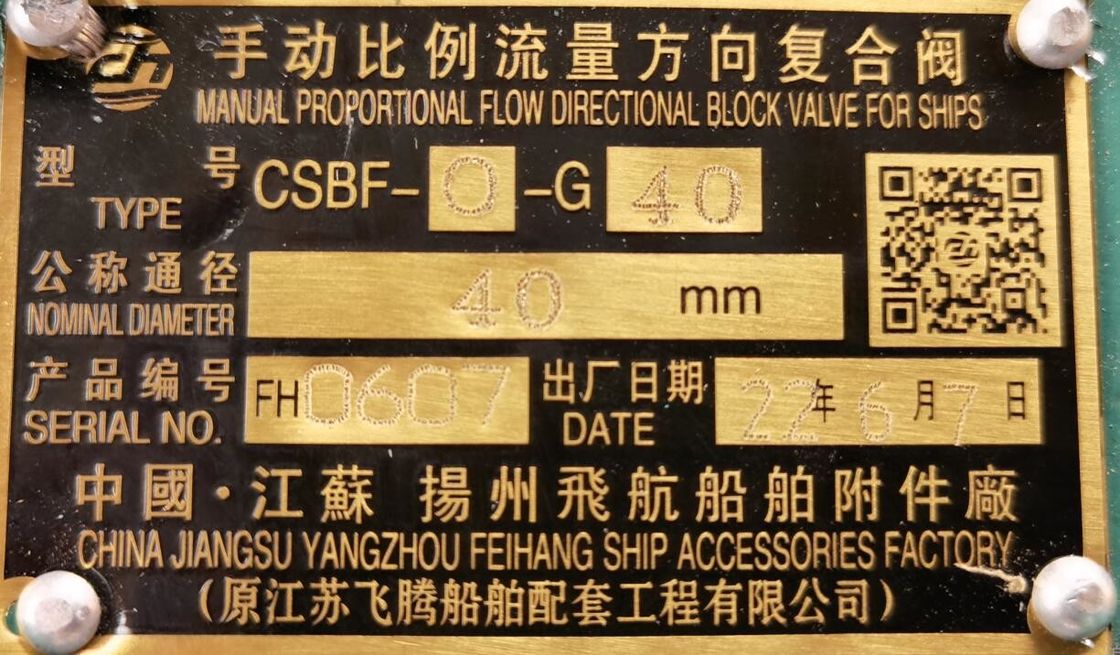 手动比例流量方向复合阀
MANUAL PROPORTIONAL FLOW DIRECTIONAL BLOCK VALVE FOR SHIPS
型 号 CSBF-O-G 40
TYPE
公称通径 40 mm
NOMINAL DIAMETER
产品编号 FH0607 出厂日期 22年6月7日
SERIAL NO. DATE
中國·江蘇 揚州飛航船舶附件廠
CHINA JIANGSU YANGZHOU FEIHANG SHIP ACCESSORIES FACTORY
(原江苏飞腾船舶配套工程有限公司)